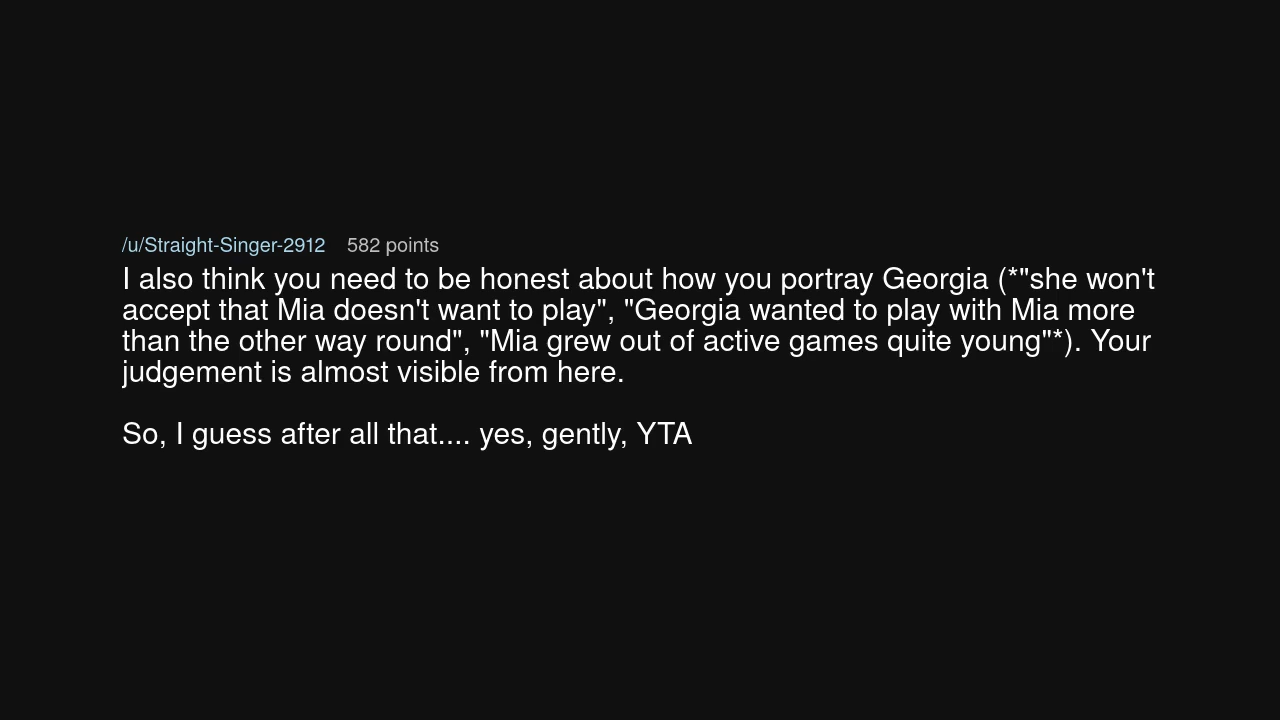 /u/Straight-Singer-2912 582 points
I also think you need to be honest about how you portray Georgia (*"she won't
accept that Mia doesn't want to play", "Georgia wanted to play with Mia more
than the other way round", "Mia grew out of active games quite young"*). Your
judgement is almost visible from here.
So, I guess after all that.... yes, gently, YTA